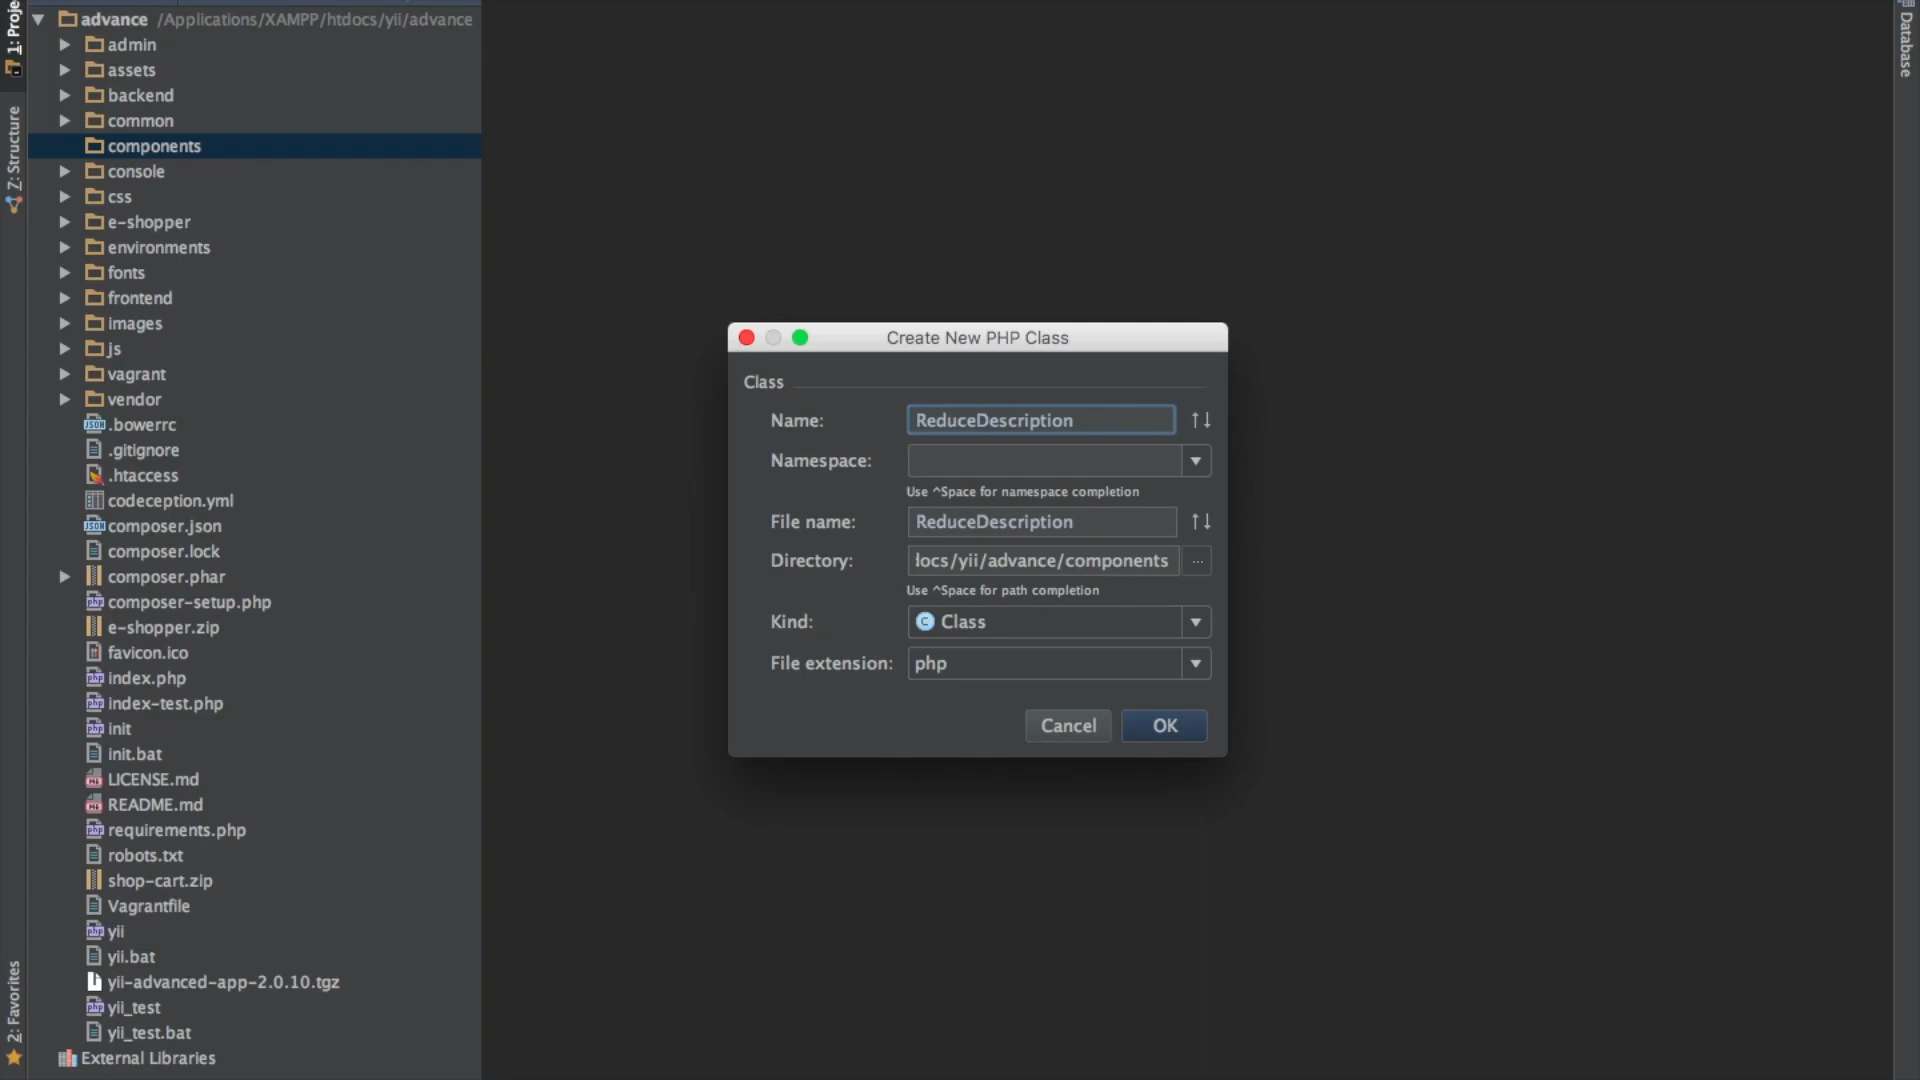 1: Proje
Z: Structure
2: Favorites
advance /Applications/XAMPP/htdocs/yii/advance
admin
assets
backend
common
components
console
css
e-shopper
environments
fonts
frontend
images
js
vagrant
vendor
.bowerrc
.gitignore
.htaccess
codeception.yml
composer.json
composer.lock
composer.phar
composer-setup.php
e-shopper.zip
favicon.ico
index.php
index-test.php
init
init.bat
LICENSE.md
README.md
requirements.php
robots.txt
shop-cart.zip
Vagrantfile
yii
yii.bat
yii-advanced-app-2.0.10.tgz
yii_test
yii_test.bat
External Libraries
Create New PHP Class
Class
Name: ReduceDescription
Namespace:
Use ^Space for namespace completion
File name: ReduceDescription
Directory: locs/yii/advance/components ...
Use ^Space for path completion
Kind: C Class
File extension: php
Cancel OK
Database